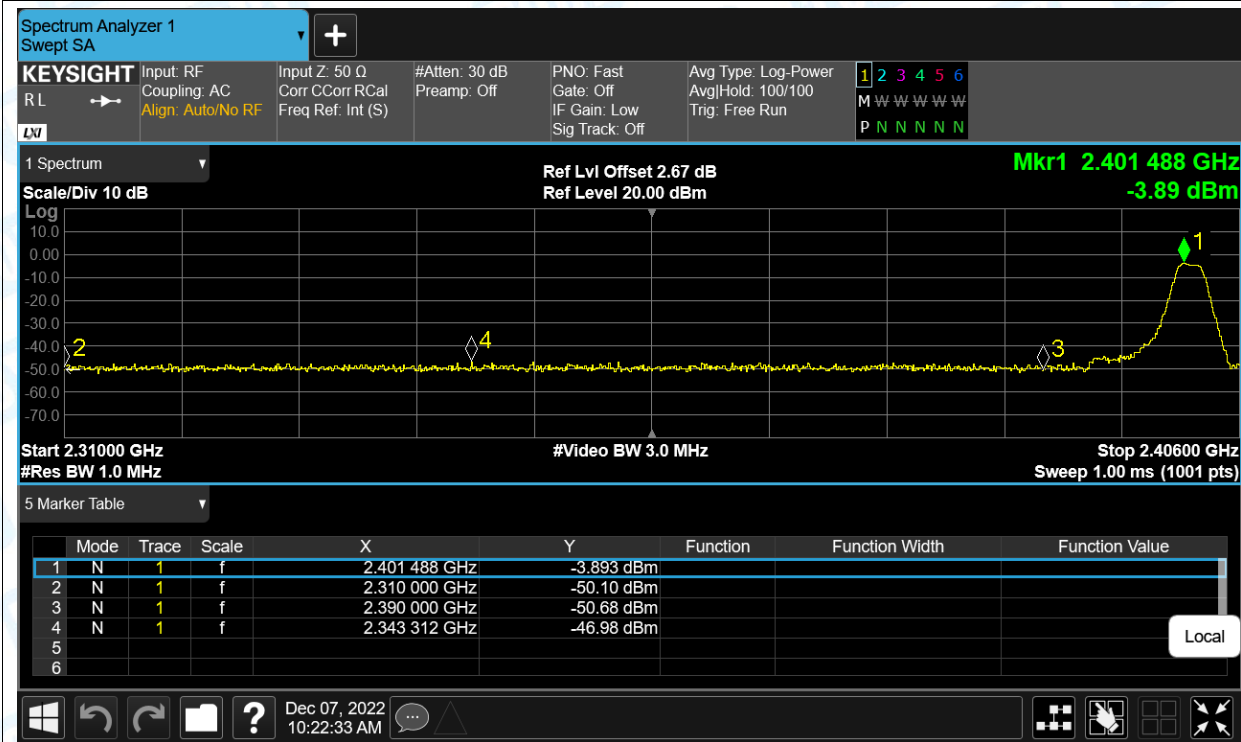 Spectrum Analyzer 1
Swept SA
KEYSIGHT
R L
LXI
Input: RF
Coupling: AC
Align: Auto/No RF
Input Z: 50 Ω
Corr CCorr RCal
Freq Ref: Int (S)
#Atten: 30 dB
Preamp: Off
PNO: Fast
Gate: Off
IF Gain: Low
Sig Track: Off
Avg Type: Log-Power
Avg|Hold: 100/100
Trig: Free Run
1 2 3 4 5 6
M W W W W W W
P N N N N N N
1 Spectrum
Scale/Div 10 dB
Ref Lvl Offset 2.67 dB
Ref Level 20.00 dBm
Mkr1 2.401 488 GHz
-3.89 dBm
Log
10.0
0.00
-10.0
-20.0
-30.0
-40.0
-50.0
-60.0
-70.0
1
2
4
3
Start 2.31000 GHz
#Video BW 3.0 MHz
Stop 2.40600 GHz
#Res BW 1.0 MHz
Sweep 1.00 ms (1001 pts)
5 Marker Table
Mode Trace Scale X Y Function Function Width Function Value
1 N 1 f 2.401 488 GHz -3.893 dBm
2 N 1 f 2.310 000 GHz -50.10 dBm
3 N 1 f 2.390 000 GHz -50.68 dBm
4 N 1 f 2.343 312 GHz -46.98 dBm
5
6
Local
?
Dec 07, 2022
10:22:33 AM